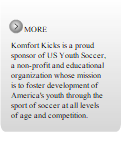 MORE
Komfort Kicks is a proud
sponsor of US Youth Soccer,
a non-profit and educational
organization whose mission
is to foster development of
America's youth through the
sport of soccer at all levels
of age and competition.